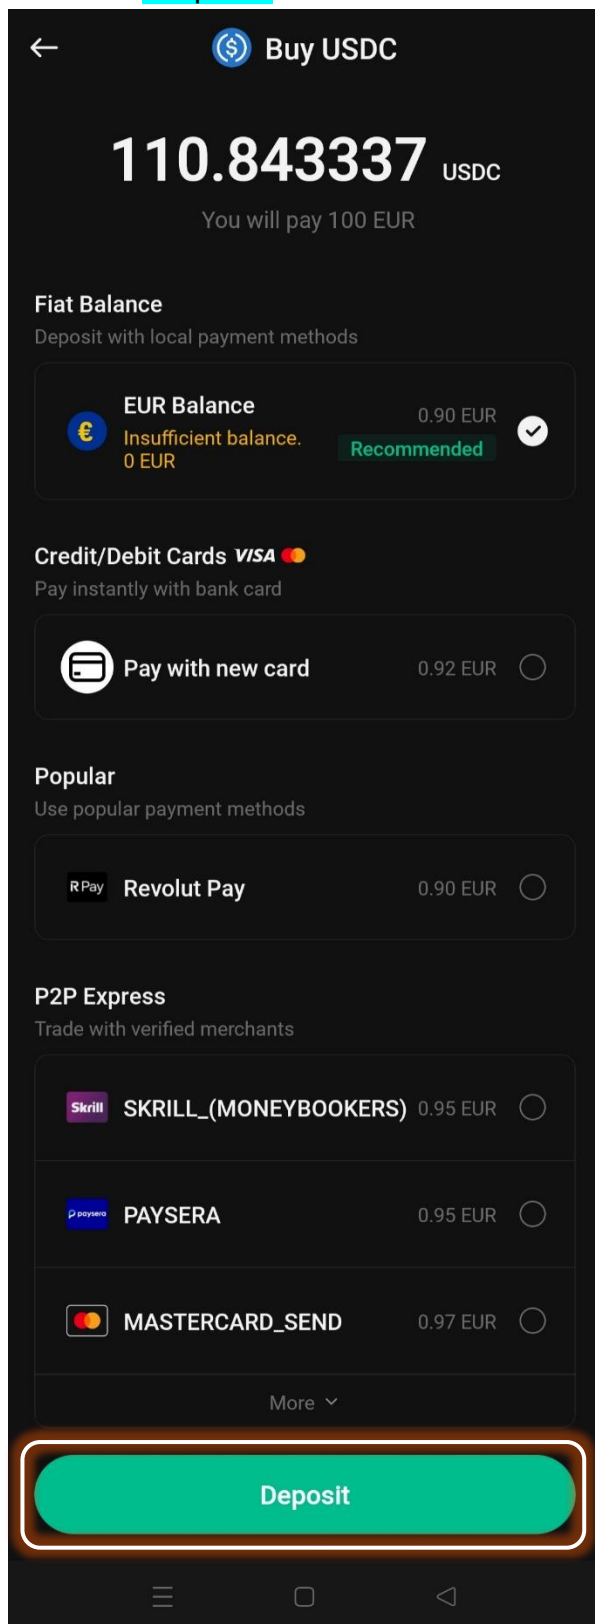 Buy USDC
110.843337 USDC
You will pay 100 EUR
Fiat Balance
Deposit with local payment methods
EUR Balance
0.90 EUR
Insufficient balance.
0 EUR
Recommended
Credit/Debit Cards VISA
Pay instantly with bank card
Pay with new card 0.92 EUR
Popular
Use popular payment methods
R Pay Revolut Pay 0.90 EUR
P2P Express
Trade with verified merchants
Skrill SKRILL_(MONEYBOOKERS) 0.95 EUR
paysera PAYSERA 0.95 EUR
MASTERCARD_SEND 0.97 EUR
More
Deposit